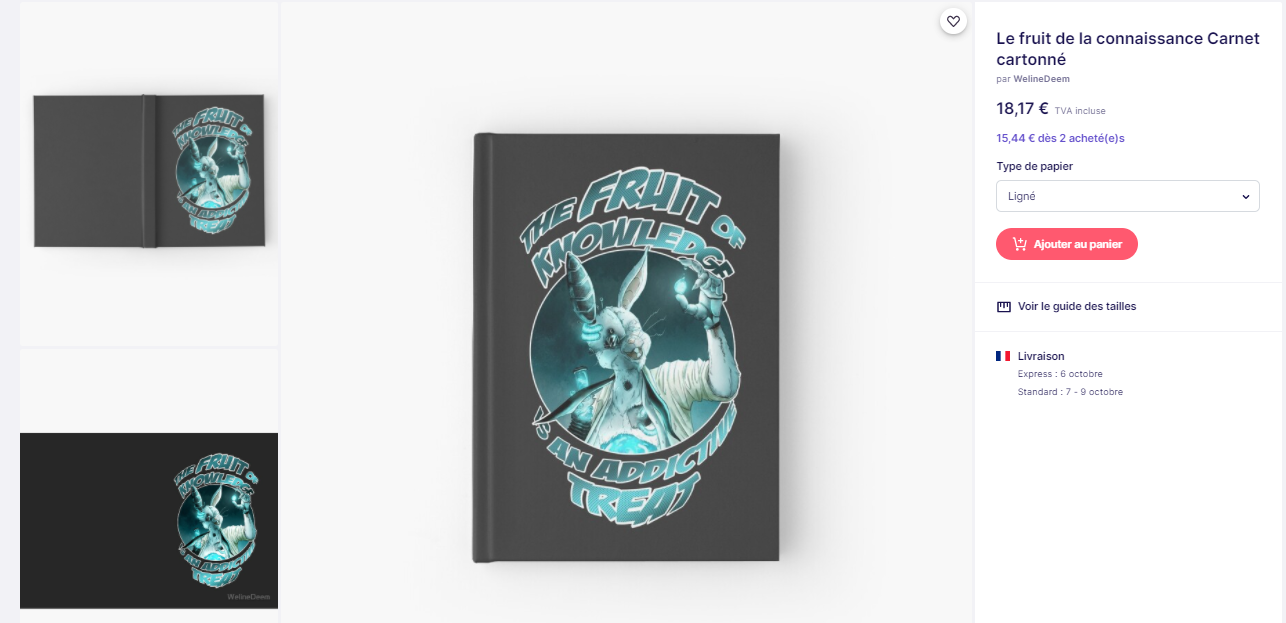 THE FRUIT OF
KNOWLEDGE
IS AN ADDICTIVE
TREAT
THE FRUIT OF
KNOWLEDGE
IS AN ADDICTIVE
TREAT
WelineDeem
THE FRUIT OF
KNOWLEDGE
IS AN ADDICTIVE
TREAT
Le fruit de la connaissance Carnet
cartonné
par WelineDeem
18,17 € TVA incluse
15,44 € dès 2 acheté(e)s
Type de papier
Ligné
Ajouter au panier
Voir le guide des tailles
Livraison
Express : 6 octobre
Standard : 7 - 9 octobre